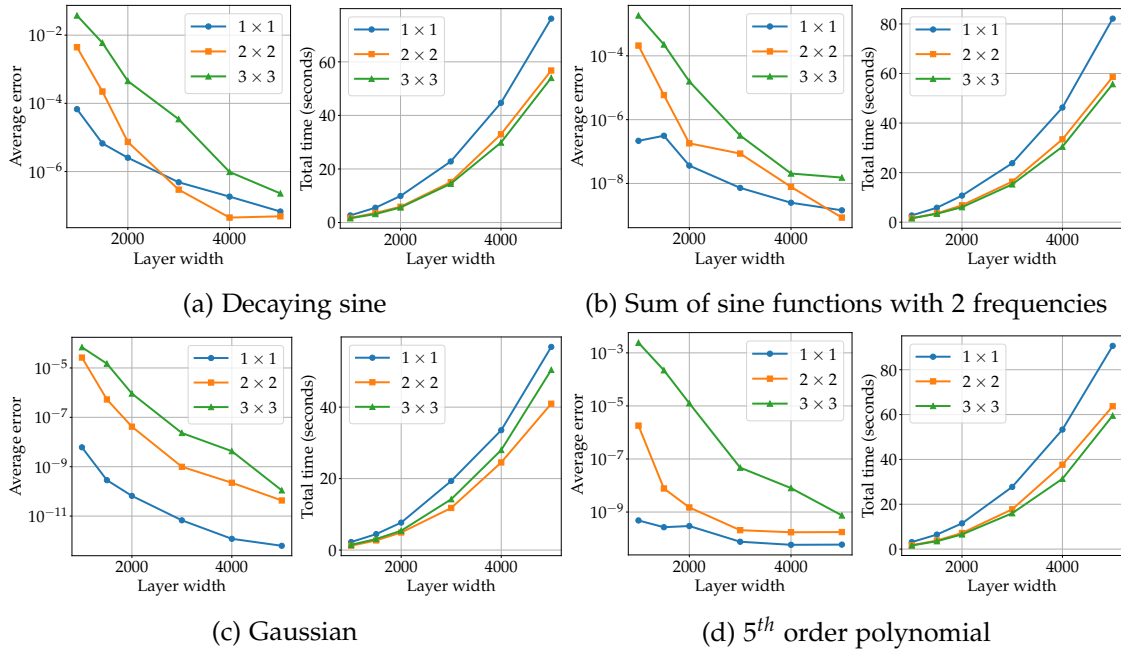 Average error
10⁻²
10⁻⁴
10⁻⁶
1 × 1
2 × 2
3 × 3
2000 4000
Layer width
Total time (seconds)
60
40
20
0
1 × 1
2 × 2
3 × 3
2000 4000
Layer width
(a) Decaying sine
Average error
10⁻⁴
10⁻⁶
10⁻⁸
1 × 1
2 × 2
3 × 3
2000 4000
Layer width
Total time (seconds)
80
60
40
20
0
1 × 1
2 × 2
3 × 3
2000 4000
Layer width
(b) Sum of sine functions with 2 frequencies
Average error
10⁻⁵
10⁻⁷
10⁻⁹
10⁻¹¹
1 × 1
2 × 2
3 × 3
2000 4000
Layer width
Total time (seconds)
40
20
0
1 × 1
2 × 2
3 × 3
2000 4000
Layer width
(c) Gaussian
Average error
10⁻³
10⁻⁵
10⁻⁷
10⁻⁹
1 × 1
2 × 2
3 × 3
2000 4000
Layer width
Total time (seconds)
80
60
40
20
0
1 × 1
2 × 2
3 × 3
2000 4000
Layer width
(d) 5ᵗʰ order polynomial